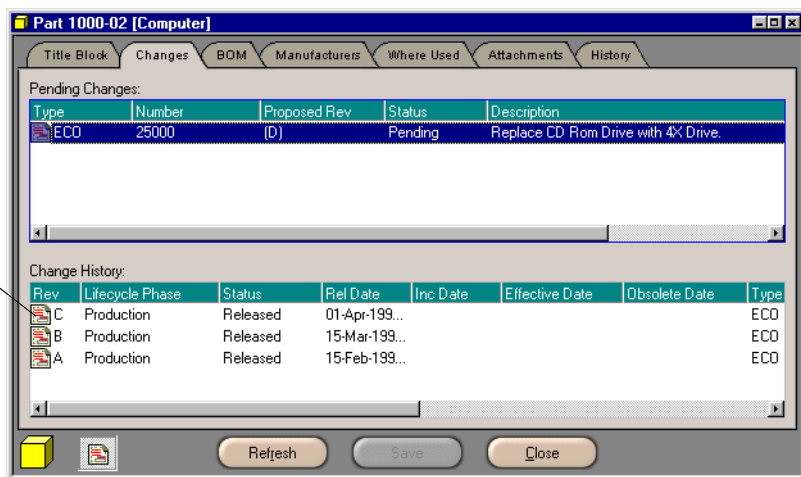 Part 1000-02 [Computer]
Title Block Changes BOM Manufacturers Where Used Attachments History
Pending Changes:
Type Number Proposed Rev Status Description
ECO 25000 (D) Pending Replace CD Rom Drive with 4X Drive.
Change History:
Rev Lifecycle Phase Status Rel Date Inc Date Effective Date Obsolete Date Type
C Production Released 01-Apr-199... ECO
B Production Released 15-Mar-199... ECO
A Production Released 15-Feb-199... ECO
Refresh Save Close